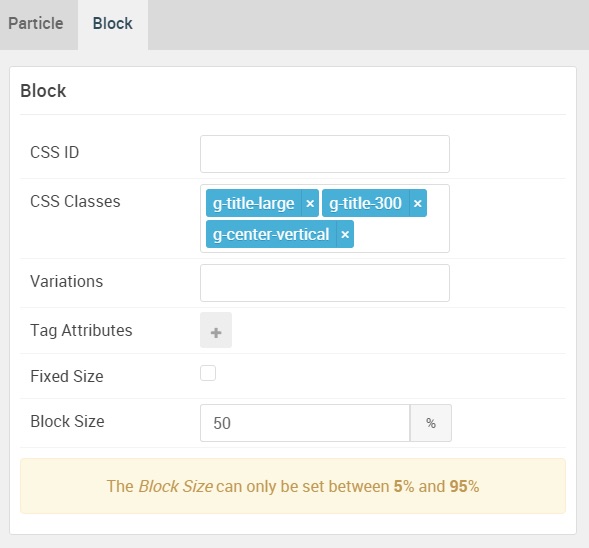 Particle Block
Block
CSS ID
CSS Classes g-title-large × g-title-300 ×
g-center-vertical ×
Variations
Tag Attributes +
Fixed Size
Block Size 50 %
The Block Size can only be set between 5% and 95%